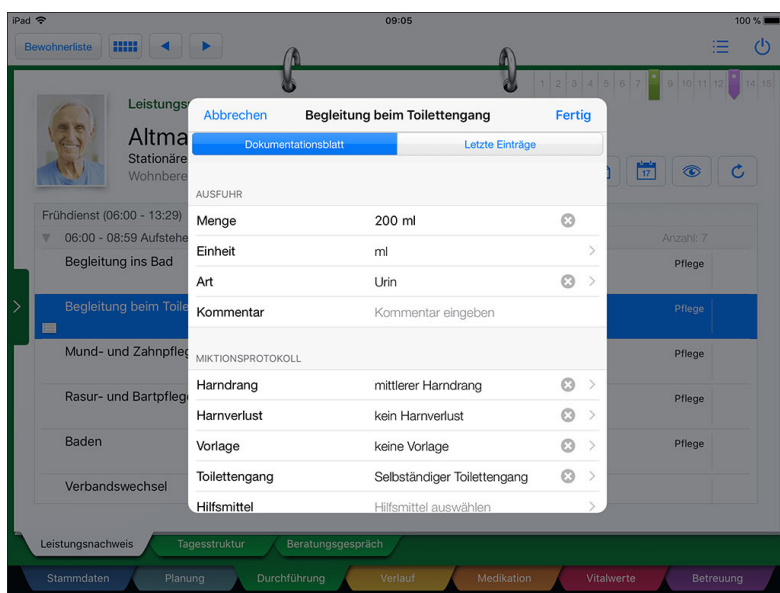 iPad 09:05 100 %
Bewohnerliste
1 2 3 4 5 6 7 9 10 11 12 14 15
Leistungs
Altma
Stationäre
Wohnbere
17
Abbrechen Begleitung beim Toilettengang Fertig
Dokumentationsblatt Letzte Einträge
AUSFUHR
Menge 200 ml
Einheit ml
Art Urin
Kommentar Kommentar eingeben
MIKTIONSPROTOKOLL
Harndrang mittlerer Harndrang
Harnverlust kein Harnverlust
Vorlage keine Vorlage
Toilettengang Selbständiger Toilettengang
Hilfsmittel Hilfsmittel auswählen
Frühdienst (06:00 - 13:29)
06:00 - 08:59 Aufstehe Anzahl: 7
Begleitung ins Bad Pflege
Begleitung beim Toile Pflege
Mund- und Zahnpfleg Pflege
Rasur- und Bartpfleg Pflege
Baden Pflege
Verbandswechsel
Leistungsnachweis Tagesstruktur Beratungsgespräch
Stammdaten Planung Durchführung Verlauf Medikation Vitalwerte Betreuung